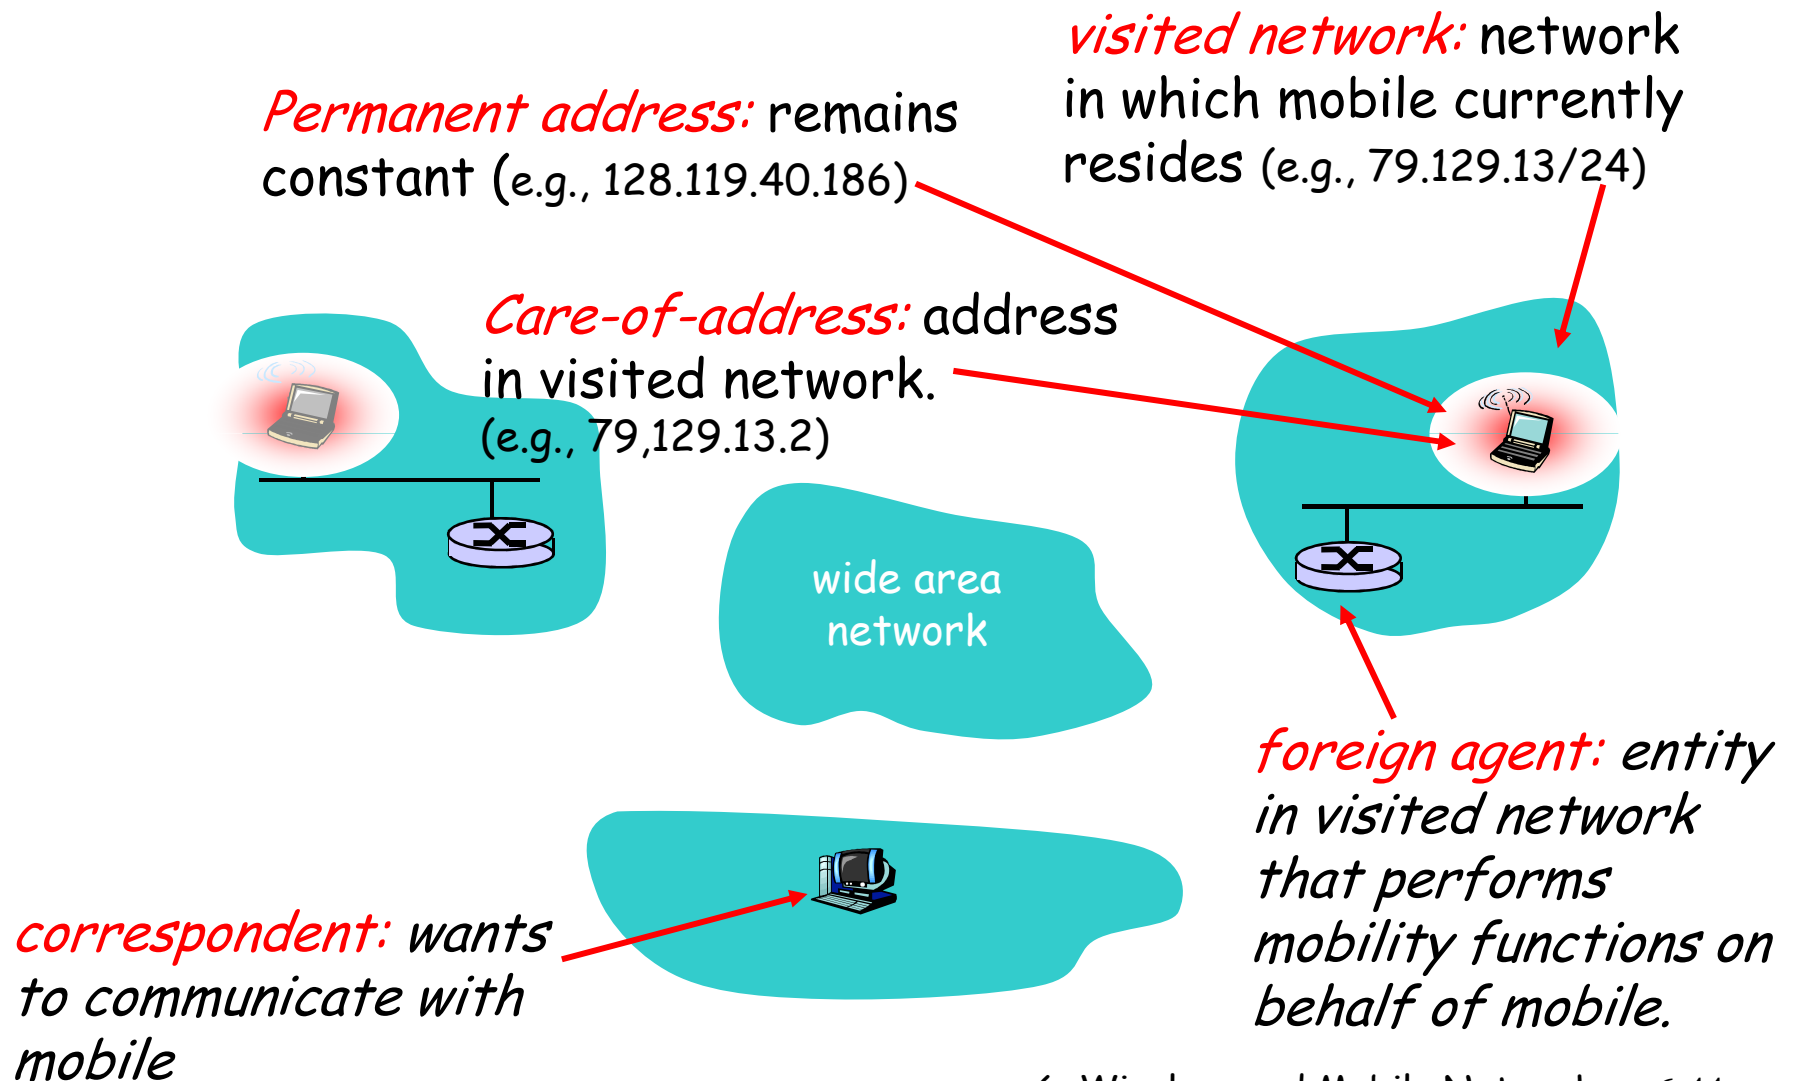 visited network: network
in which mobile currently
resides (e.g., 79.129.13/24)
Permanent address: remains
constant (e.g., 128.119.40.186)
Care-of-address: address
in visited network.
(e.g., 79,129.13.2)
wide area
network
foreign agent: entity
in visited network
that performs
mobility functions on
behalf of mobile.
correspondent: wants
to communicate with
mobile